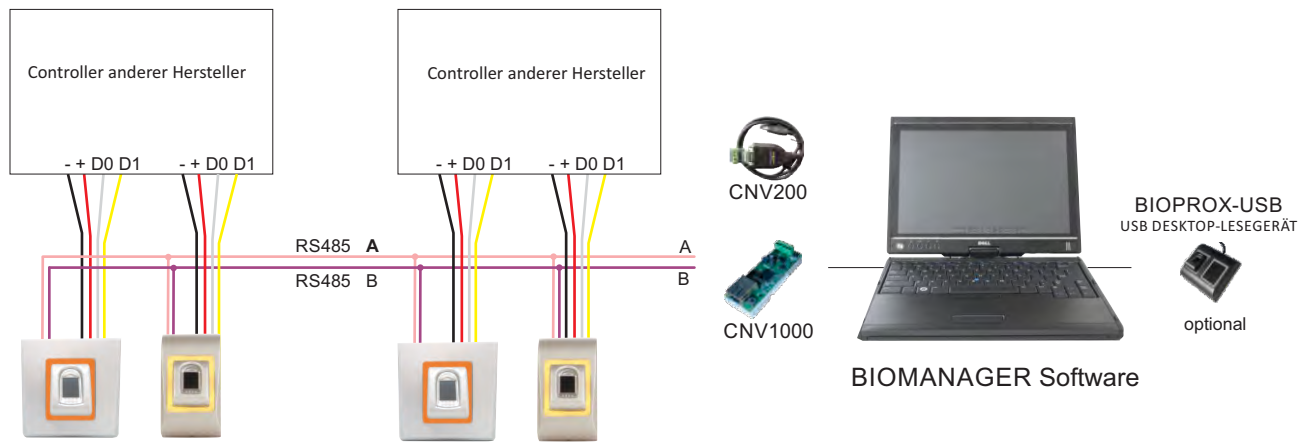 Controller anderer Hersteller
Controller anderer Hersteller
- + D0 D1
- + D0 D1
- + D0 D1
- + D0 D1
RS485 A
RS485 B
A
B
CNV200
CNV1000
DELL
BIOPROX-USB
USB DESKTOP-LESEGERÄT
optional
BIOMANAGER Software